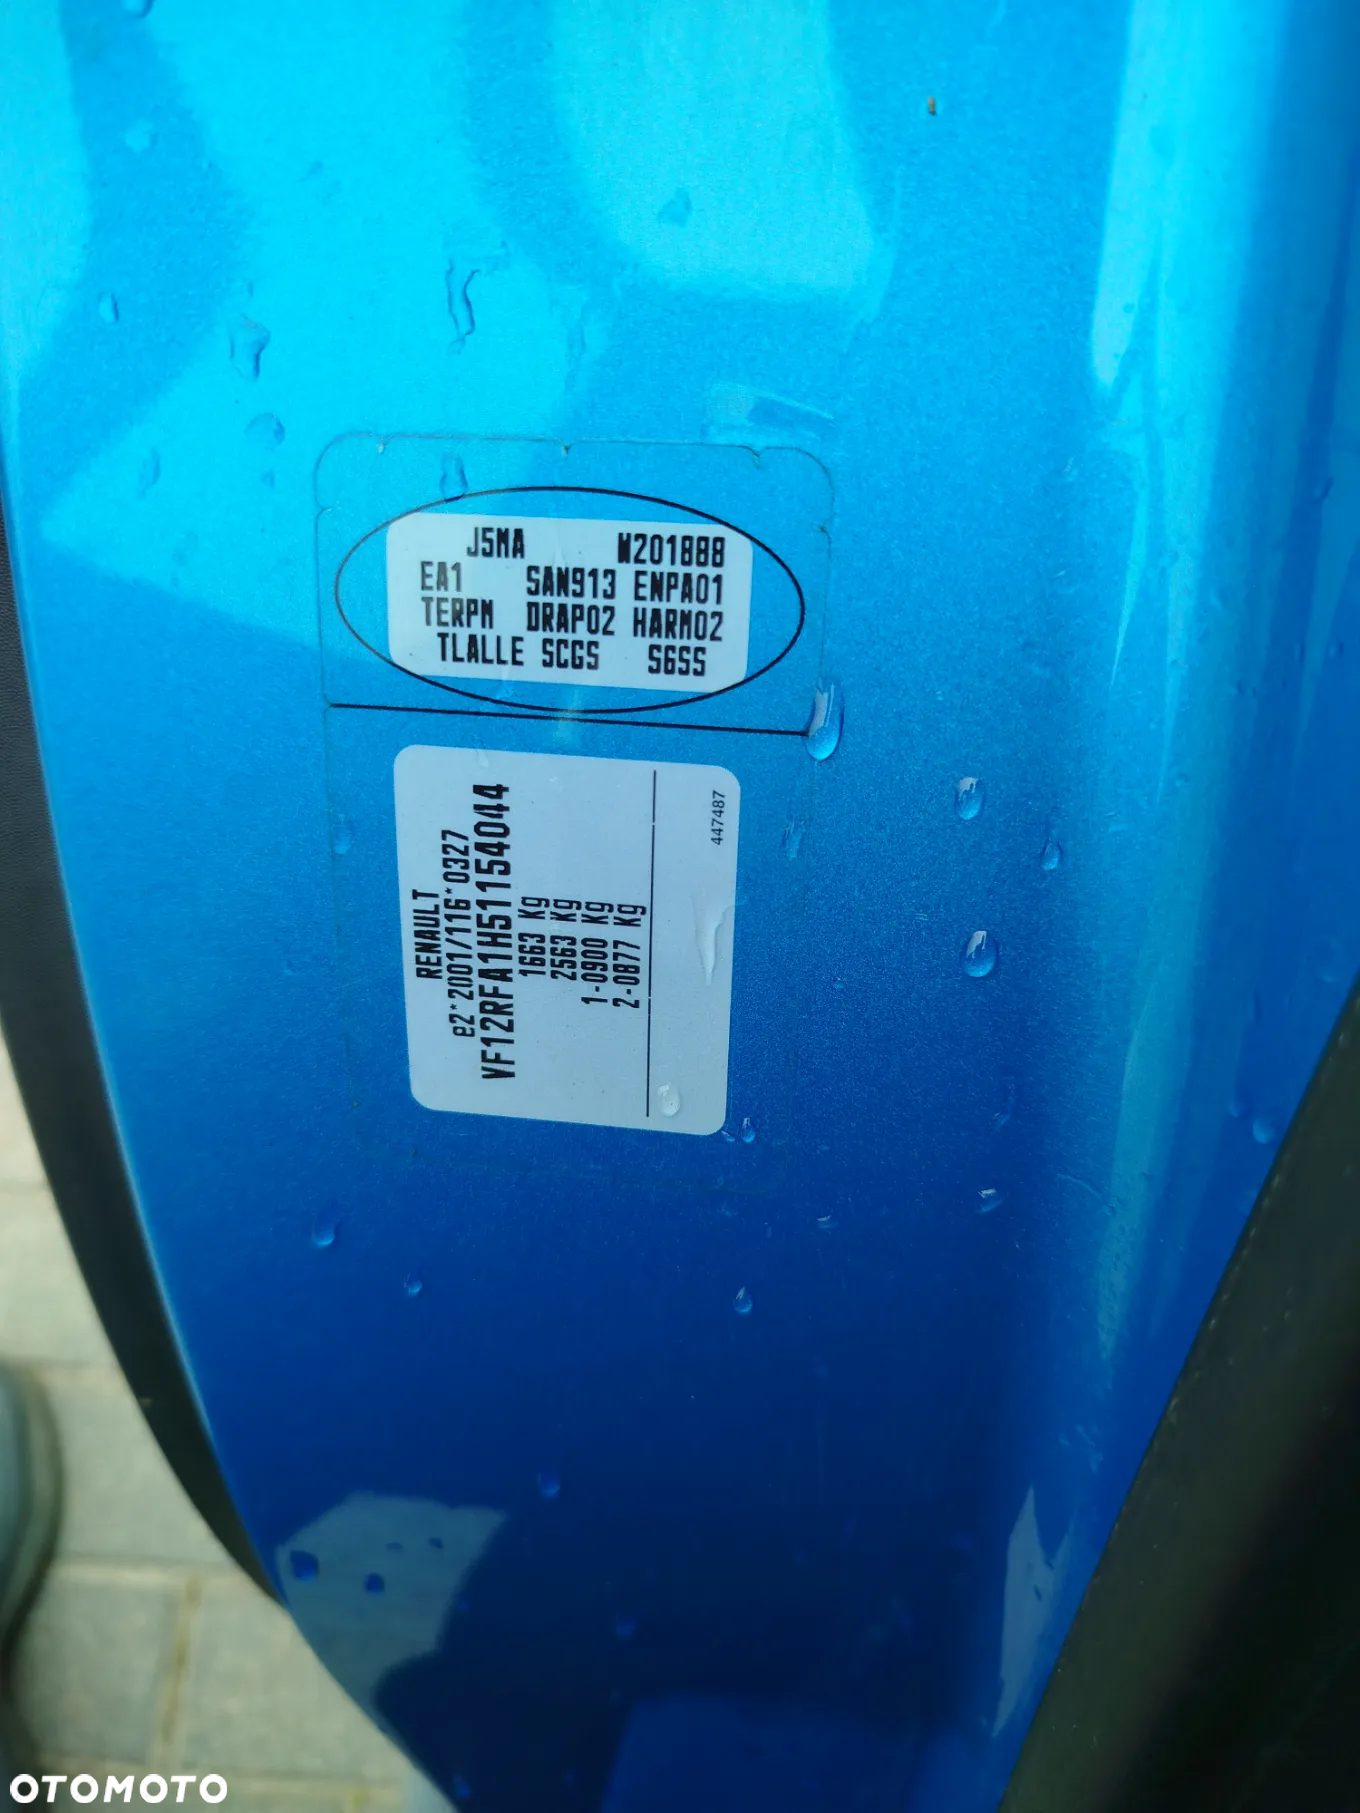 J5MA W201888
EA1 SAN913 ENPA01
TERPM DRAP02 HARM02
TLALLE SCGS S6SS
RENAULT
e2*2001/116*0327
VF12RFA1H51154044
1663 Kg
2563 Kg
1-0900 Kg
2-0877 Kg
447487
OTOMOTO